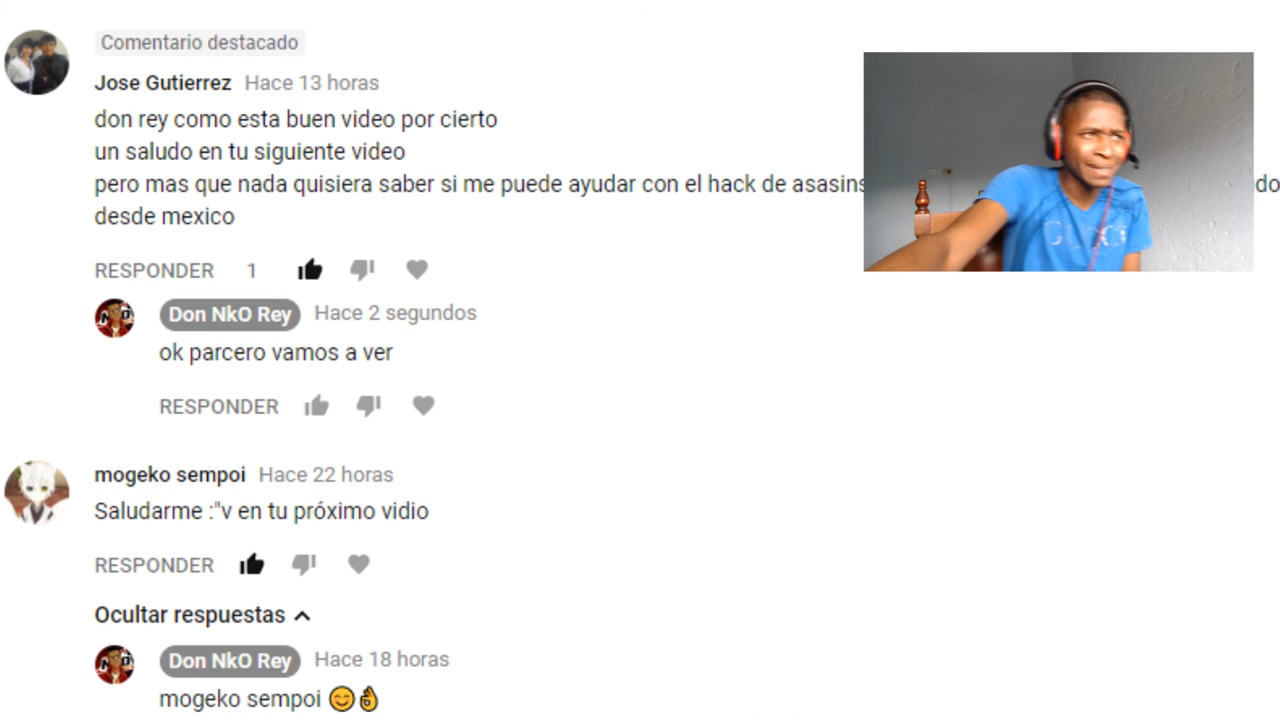 Comentario destacado
Jose Gutierrez Hace 13 horas
don rey como esta buen video por cierto
un saludo en tu siguiente video
pero mas que nada quisiera saber si me puede ayudar con el hack de asasins do
desde mexico
RESPONDER 1
Don NkO Rey Hace 2 segundos
ok parcero vamos a ver
RESPONDER
mogeko sempoi Hace 22 horas
Saludarme :"v en tu próximo vidio
RESPONDER
Ocultar respuestas
Don NkO Rey Hace 18 horas
mogeko sempoi 😊👌
GUCCI